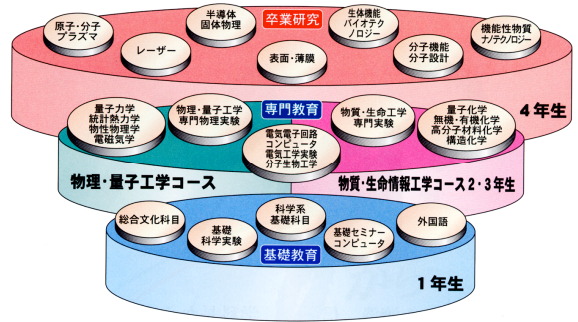 卒業研究
原子・分子
プラズマ
レーザー
半導体
固体物理
表面・薄膜
生体機能
バイオテク
ノロジー
分子機能
分子設計
機能性物質
ナノテクノロジー
4年生
専門教育
量子力学
統計熱力学
物性物理学
電磁気学
物理・量子工学
専門物理実験
電気電子回路
コンピュータ
電気工学実験
分子生物工学
物質・生命工学
専門実験
量子化学
無機・有機化学
高分子材料化学
構造化学
物理・量子工学コース
物質・生命情報工学コース2・3年生
総合文化科目
基礎
科学実験
科学系
基礎科目
基礎セミナー
コンピュータ
外国語
基礎教育
1年生